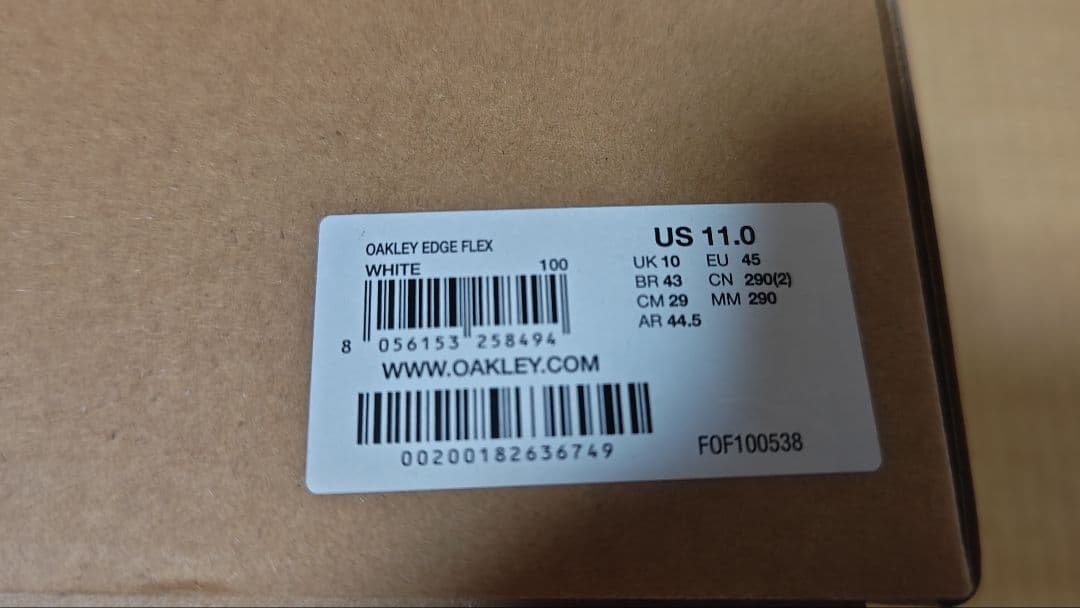 OAKLEY EDGE FLEX
WHITE 100
8 056153 258494
WWW.OAKLEY.COM
00200182636749
US 11.0
UK 10 EU 45
BR 43 CN 290(2)
CM 29 MM 290
AR 44.5
FOF100538